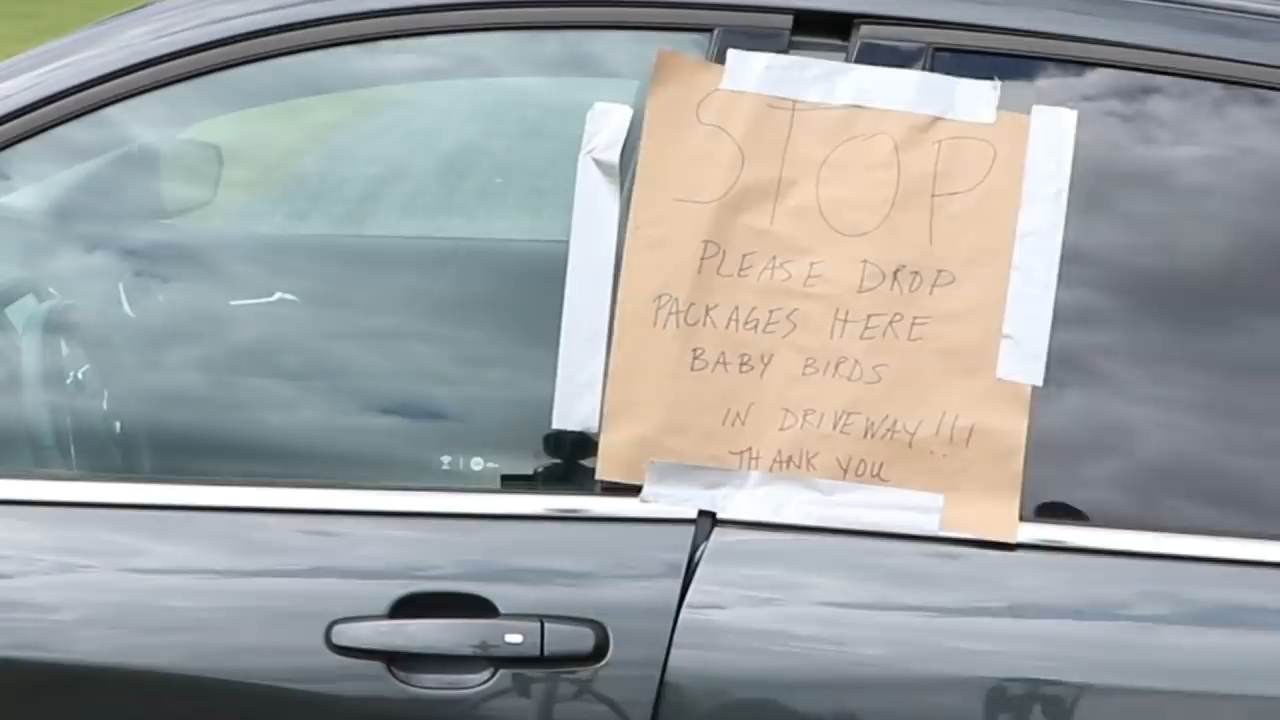 STOP
PLEASE DROP
PACKAGES HERE
BABY BIRDS
IN DRIVEWAY!!!
THANK YOU